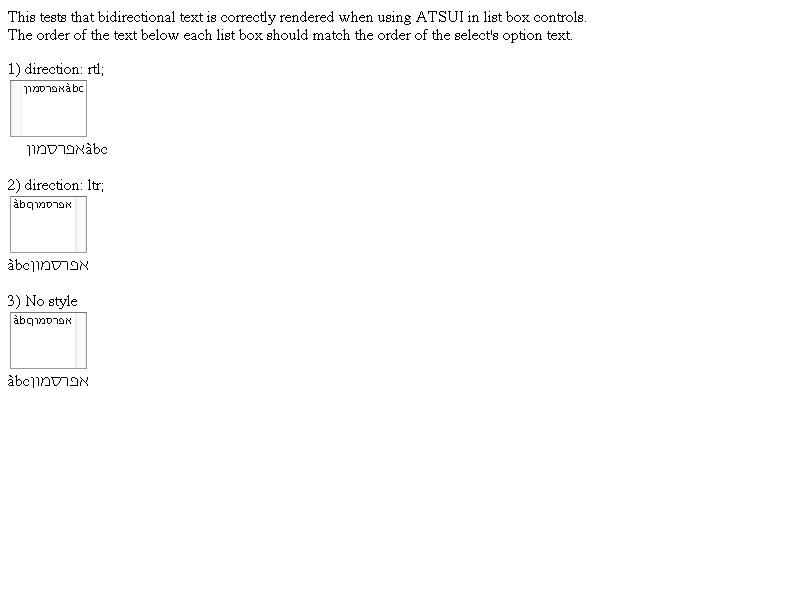 This tests that bidirectional text is correctly rendered when using ATSUI in list box controls.
The order of the text below each list box should match the order of the select's option text.
1) direction: rtl;
àbcאפרסמון
àbcאפרסמון
2) direction: ltr;
àbcאפרסמון
àbcאפרסמון
3) No style
àbcאפרסמון
àbcאפרסמון